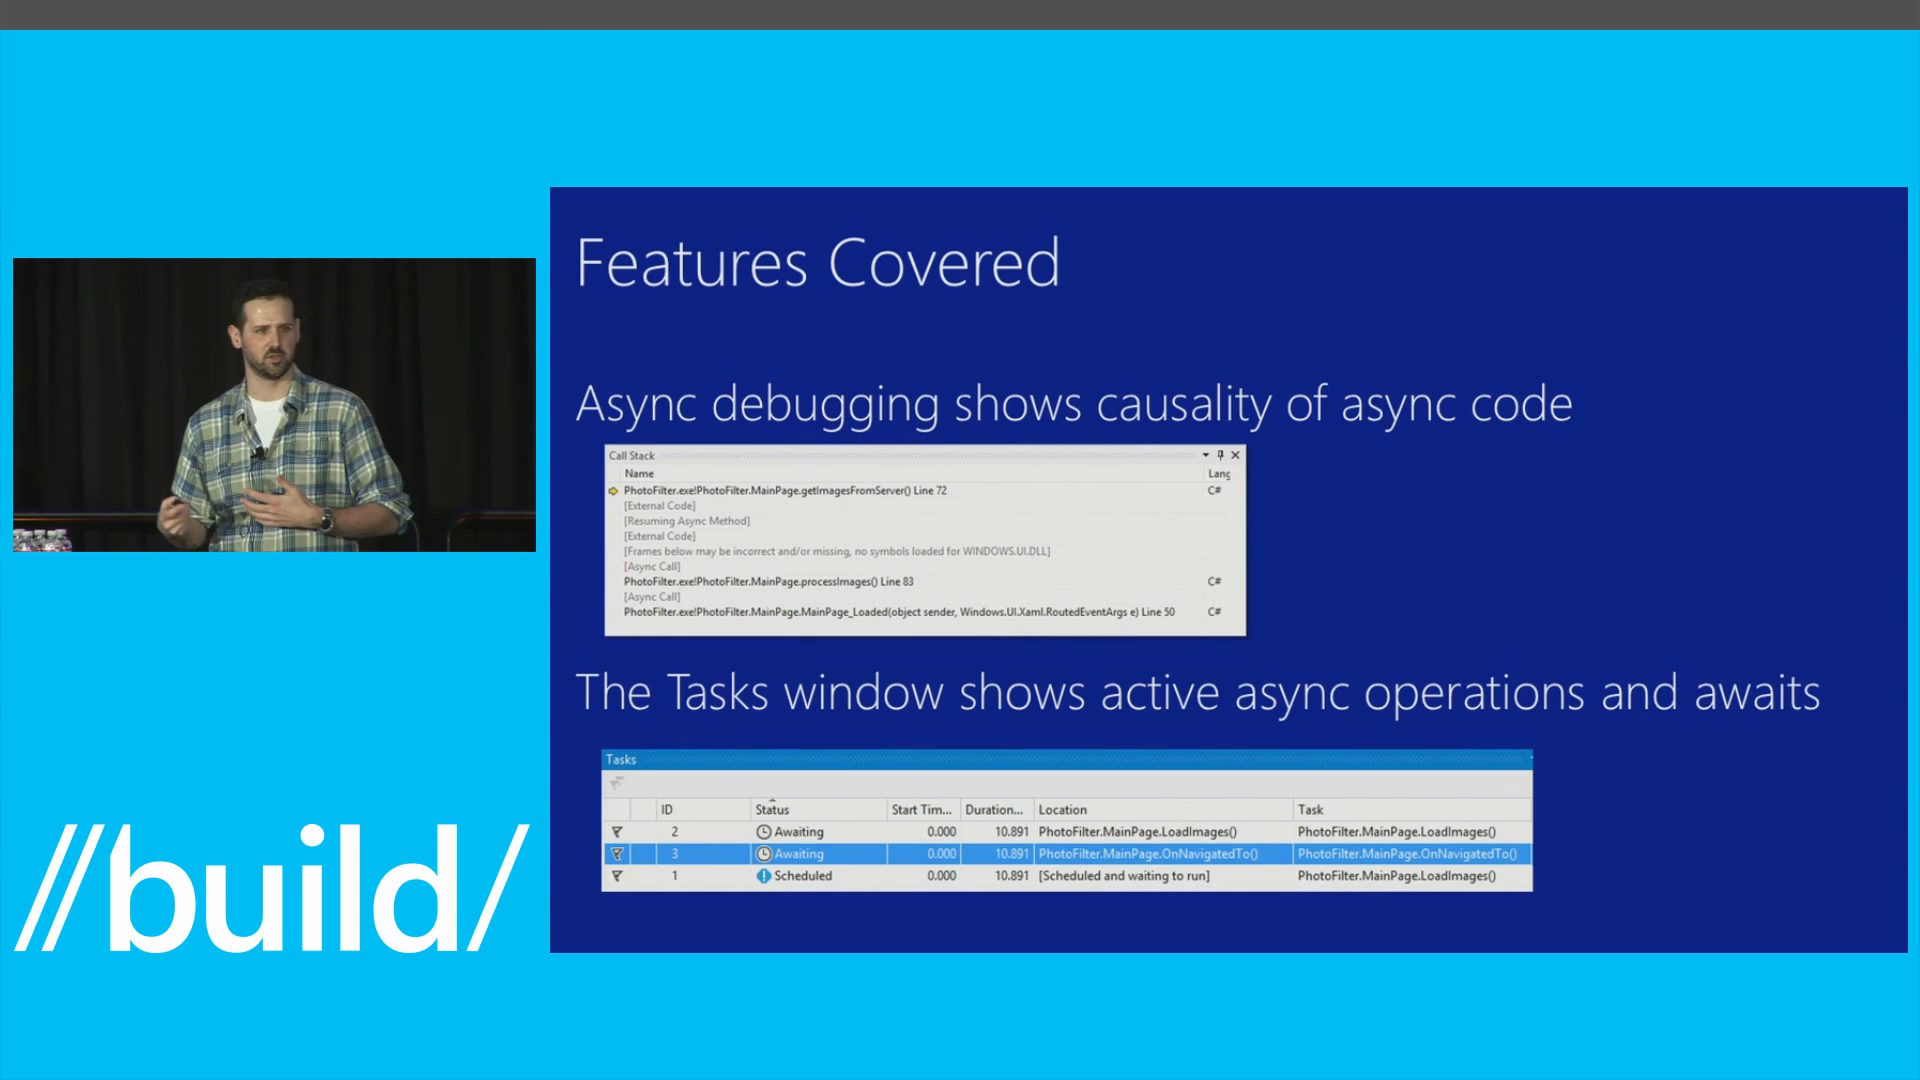 Features Covered
Async debugging shows causality of async code
Call Stack
Name Lang
PhotoFilter.exe!PhotoFilter.MainPage.getImagesFromServer() Line 72 C#
[External Code]
[Resuming Async Method]
[External Code]
[Frames below may be incorrect and/or missing, no symbols loaded for WINDOWS.UI.DLL]
[Async Call]
PhotoFilter.exe!PhotoFilter.MainPage.processImages() Line 83 C#
[Async Call]
PhotoFilter.exe!PhotoFilter.MainPage.MainPage_Loaded(object sender, Windows.UI.Xaml.RoutedEventArgs e) Line 50 C#
The Tasks window shows active async operations and awaits
Tasks
ID Status Start Tim... Duration... Location Task
2 Awaiting 0.000 10.891 PhotoFilter.MainPage.LoadImages() PhotoFilter.MainPage.LoadImages()
3 Awaiting 0.000 10.891 PhotoFilter.MainPage.OnNavigatedTo() PhotoFilter.MainPage.OnNavigatedTo()
1 Scheduled 0.000 10.891 [Scheduled and waiting to run] PhotoFilter.MainPage.LoadImages()
//build/